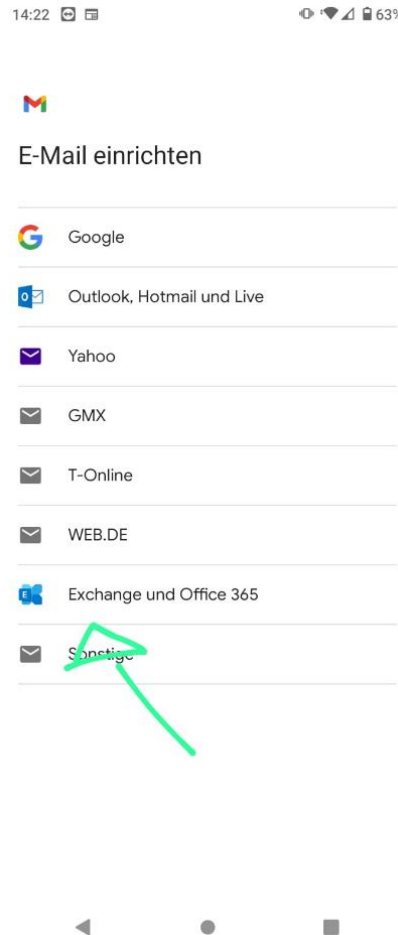 14:22 63%
E-Mail einrichten
Google
Outlook, Hotmail und Live
Yahoo
GMX
T-Online
WEB.DE
Exchange und Office 365
Sonstige